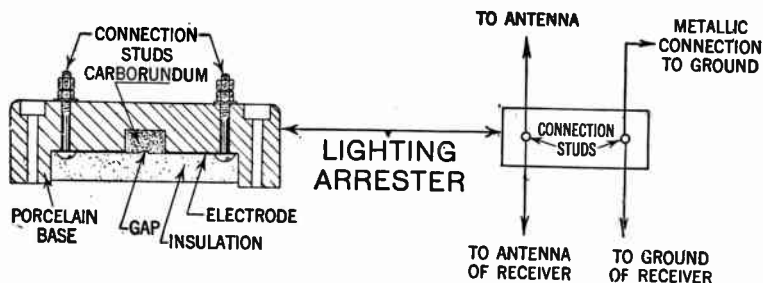 CONNECTION
STUDS
CARBORUNDUM
PORCELAIN
BASE
GAP
INSULATION
ELECTRODE
LIGHTING
ARRESTER
TO ANTENNA
METALLIC
CONNECTION
TO GROUND
CONNECTION
STUDS
TO ANTENNA
OF RECEIVER
TO GROUND
OF RECEIVER